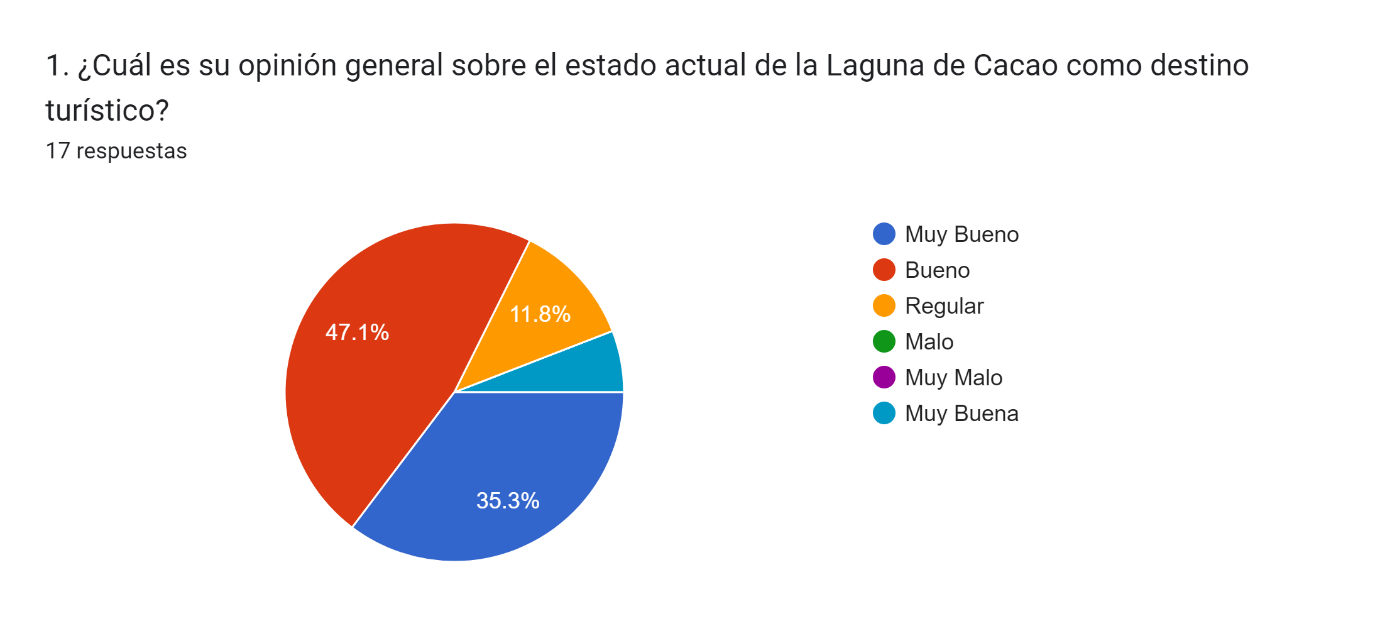 1. ¿Cuál es su opinión general sobre el estado actual de la Laguna de Cacao como destino
turístico?
17 respuestas
47.1%
11.8%
35.3%
Muy Bueno
Bueno
Regular
Malo
Muy Malo
Muy Buena